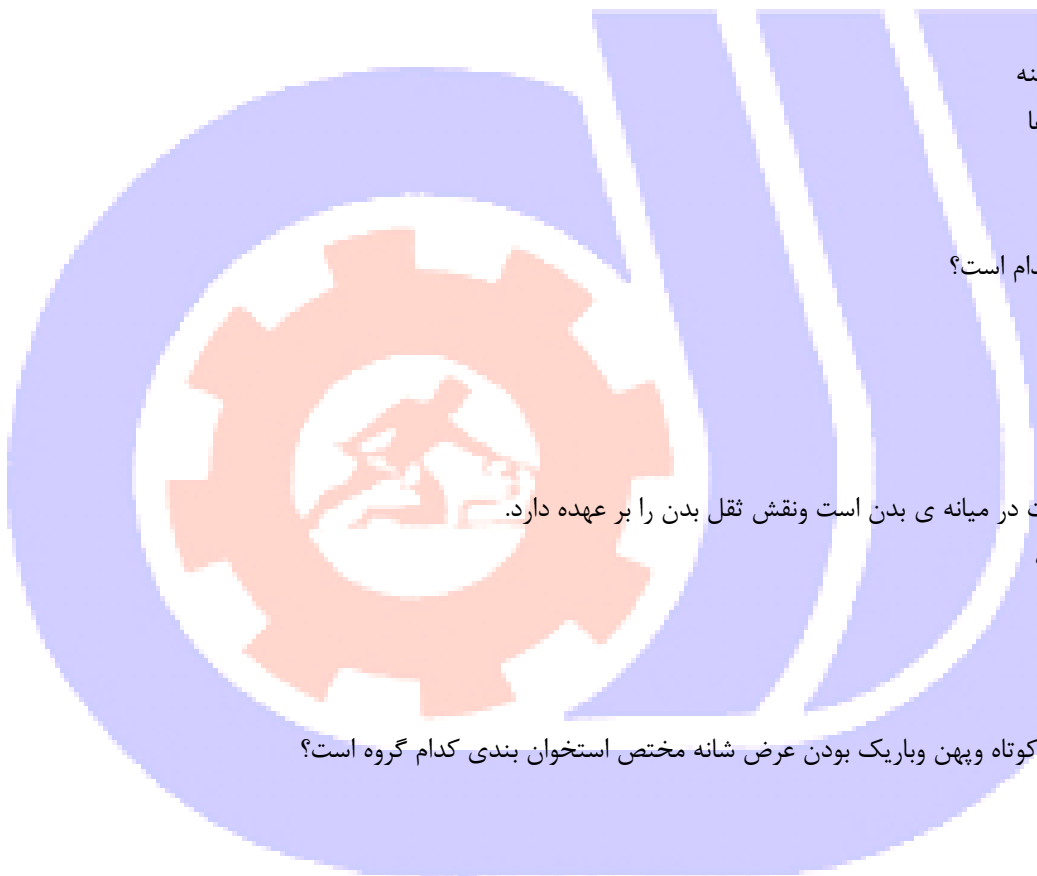 دام است؟
در میانه ی بدن است ونقش ثقل بدن را بر عهده دارد.
کوتاه وپهن وباریک بودن عرض شانه مختص استخوان بندی کدام گروه است؟